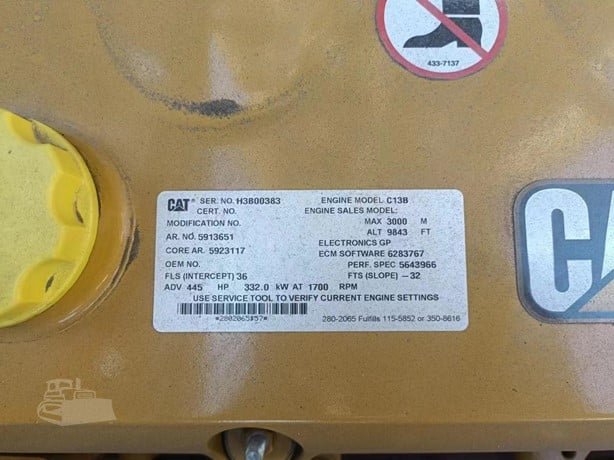 433-7137
CAT SER. NO. H3B00383 ENGINE MODEL C13B
CERT. NO. ENGINE SALES MODEL:
MODIFICATION NO. MAX 3000 M
AR. NO. 5913651 ALT 9843 FT
CORE AR. 5923117 ELECTRONICS GP
OEM NO. ECM SOFTWARE 6283767
FLS (INTERCEPT) 36 PERF. SPEC 5643966
ADV 445 HP 332.0 kW AT 1700 RPM FTS (SLOPE) -32
USE SERVICE TOOL TO VERIFY CURRENT ENGINE SETTINGS
280-2065 Fulfills 115-5852 or 350-8616
CA